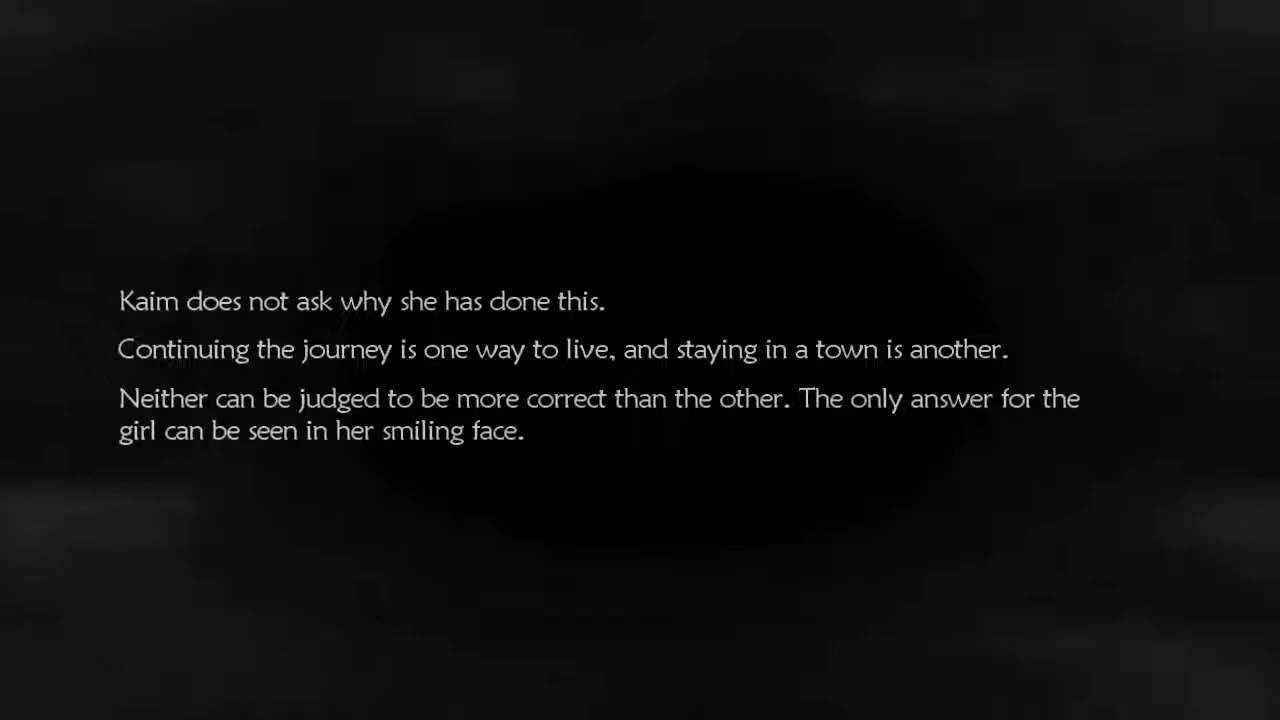 Kaim does not ask why she has done this.
Continuing the journey is one way to live, and staying in a town is another.
Neither can be judged to be more correct than the other. The only answer for the
girl can be seen in her smiling face.